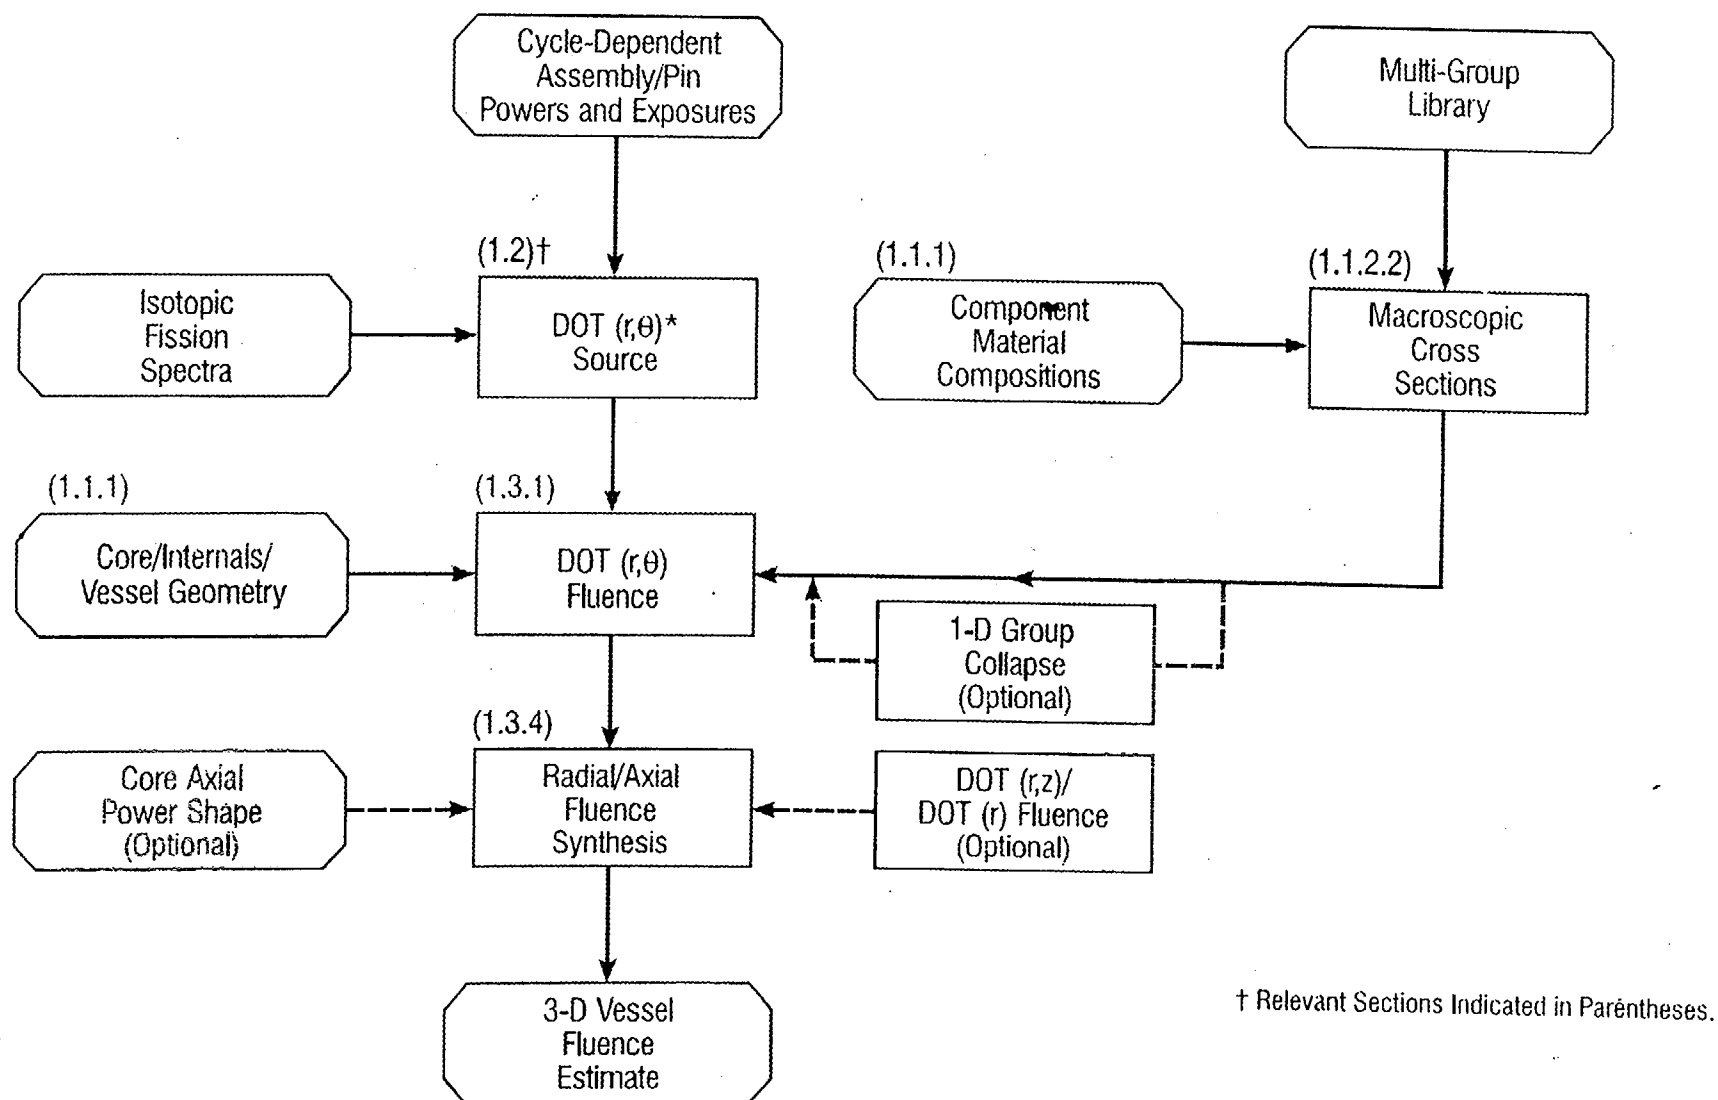 Cycle-Dependent
Assembly/Pin
Powers and Exposures
Multi-Group
Library
(1.2)†
(1.1.1)
(1.1.2.2)
Isotopic
Fission
Spectra
DOT (r,θ)*
Source
Component
Material
Compositions
Macroscopic
Cross
Sections
(1.1.1)
(1.3.1)
Core/Internals/
Vessel Geometry
DOT (r,θ)
Fluence
1-D Group
Collapse
(Optional)
(1.3.4)
Core Axial
Power Shape
(Optional)
Radial/Axial
Fluence
Synthesis
DOT (r,z)/
DOT (r) Fluence
(Optional)
3-D Vessel
Fluence
Estimate
† Relevant Sections Indicated in Parentheses.